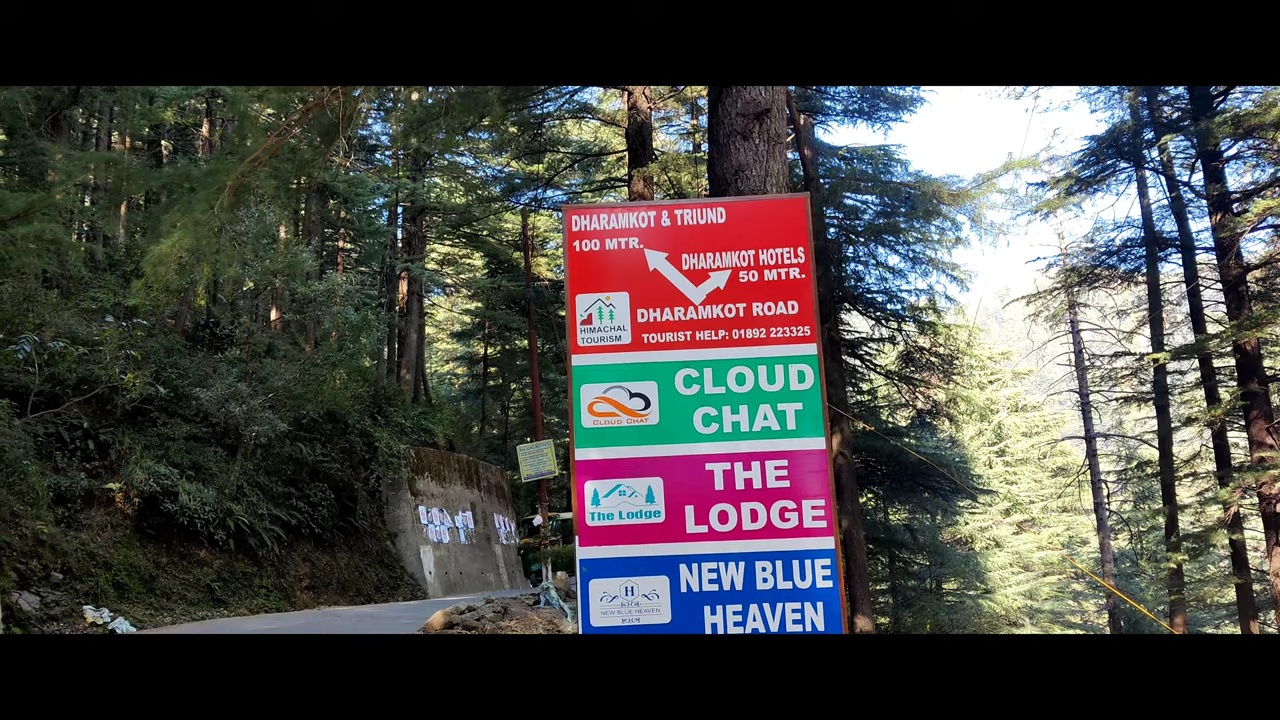 DHARAMKOT & TRIUND
100 MTR.
DHARAMKOT HOTELS
50 MTR.
DHARAMKOT ROAD
HIMACHAL
TOURISM
TOURIST HELP: 01892 223325
CLOUD
CHAT
CLOUD CHAT
THE
LODGE
The Lodge
NEW BLUE
HEAVEN
H
NEW BLUE HEAVEN